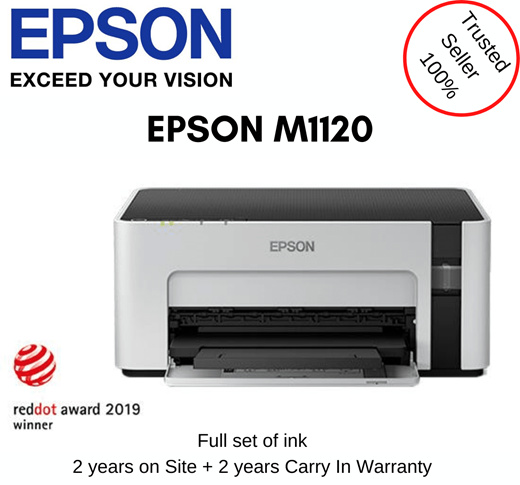 EPSON
EXCEED YOUR VISION
Trusted
Seller
100%
EPSON M1120
EPSON
reddot award 2019
winner
Full set of ink
2 years on Site + 2 years Carry In Warranty